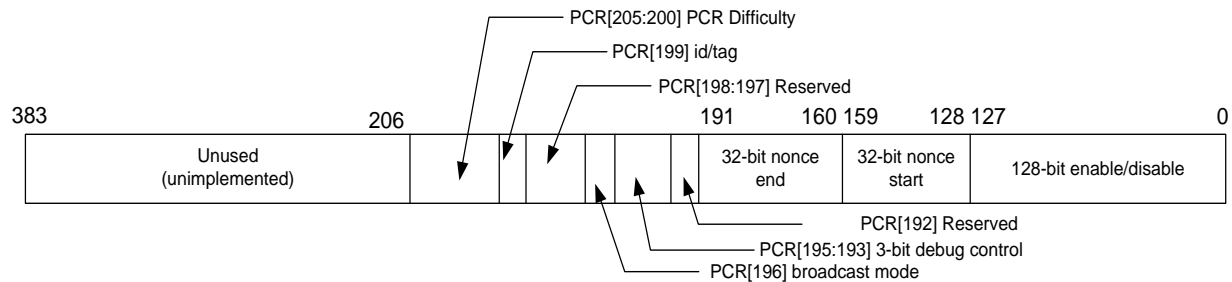 PCR[205:200] PCR Difficulty
PCR[199] id/tag
PCR[198:197] Reserved
383 206 191 160 159 128 127 0
Unused
(unimplemented)
32-bit nonce
end
32-bit nonce
start
128-bit enable/disable
PCR[192] Reserved
PCR[195:193] 3-bit debug control
PCR[196] broadcast mode